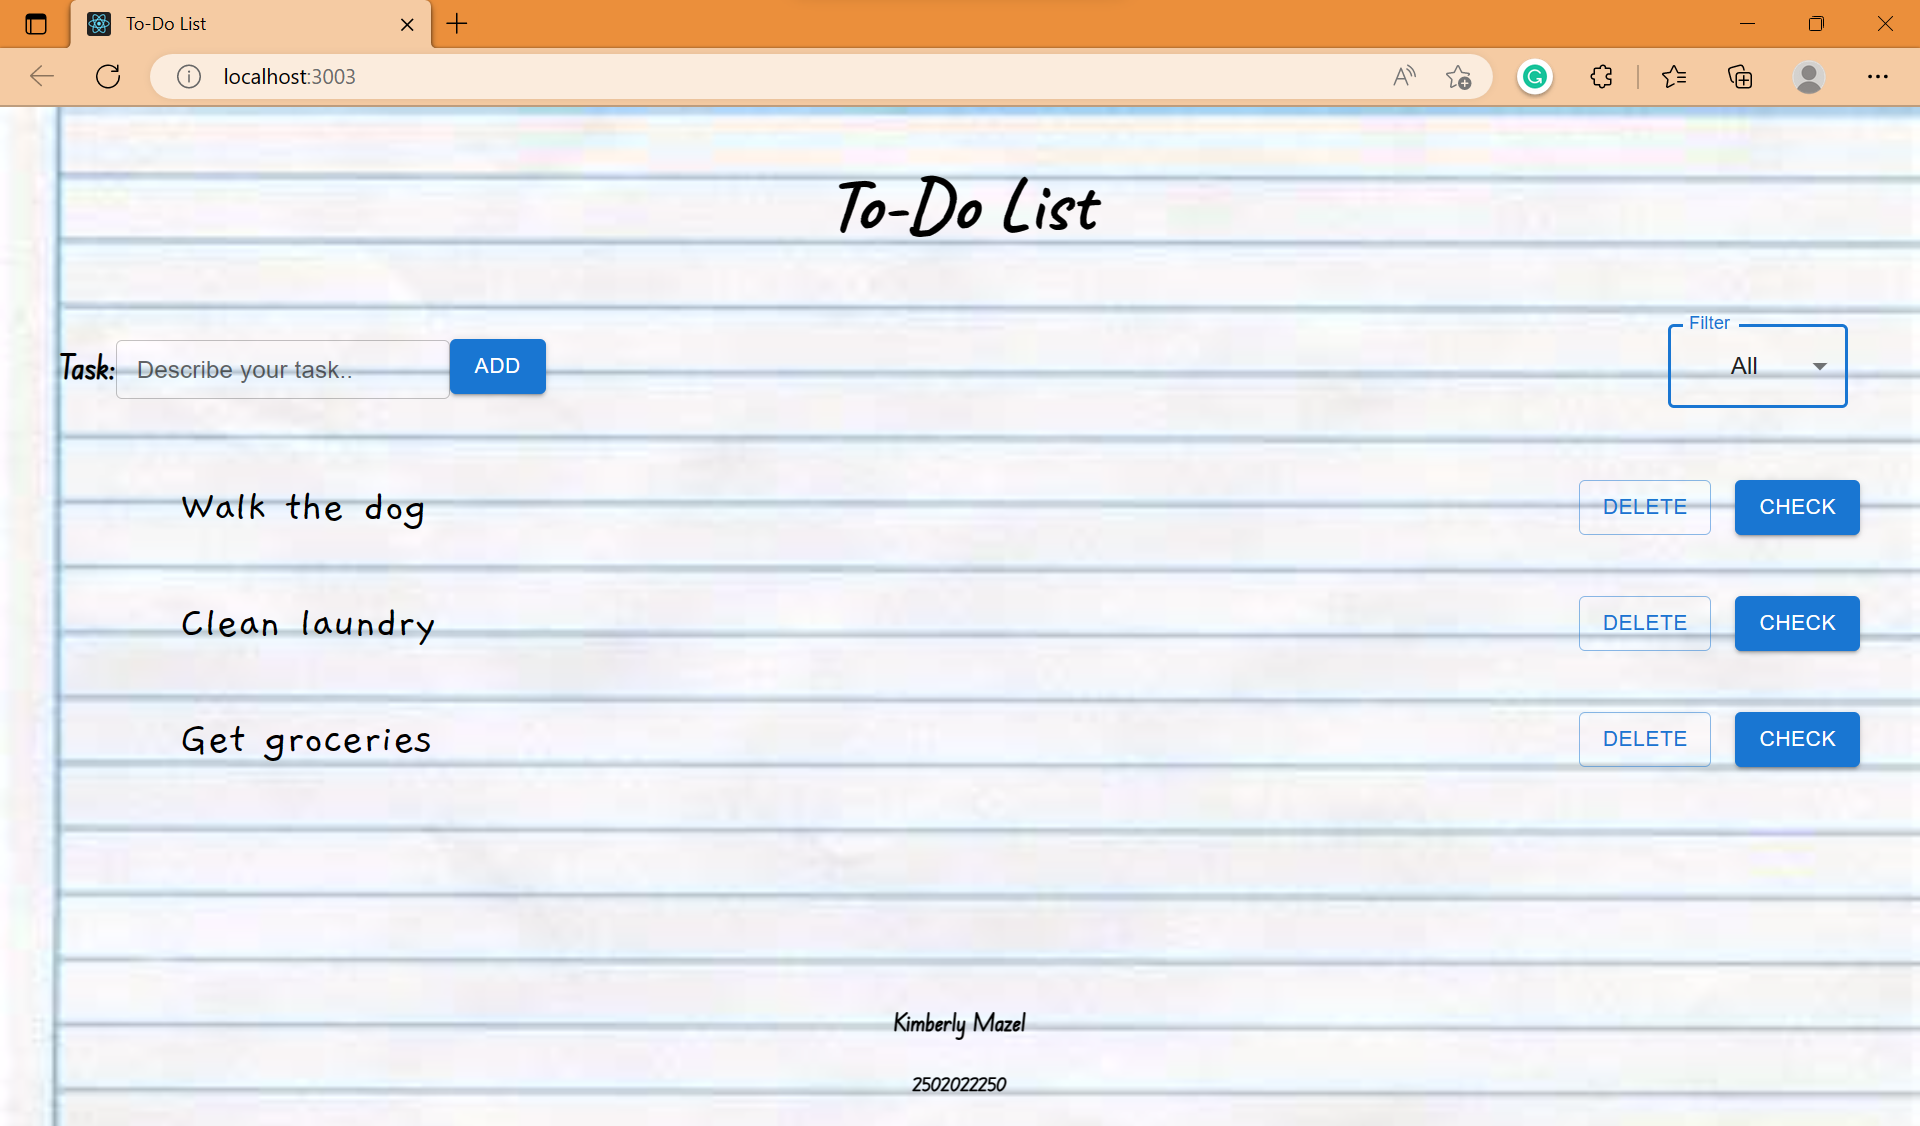 To-Do List
localhost:3003
To-Do List
Filter
Task: Describe your task.. ADD All
Walk the dog DELETE CHECK
Clean laundry DELETE CHECK
Get groceries DELETE CHECK
Kimberly Mazel
2502022250